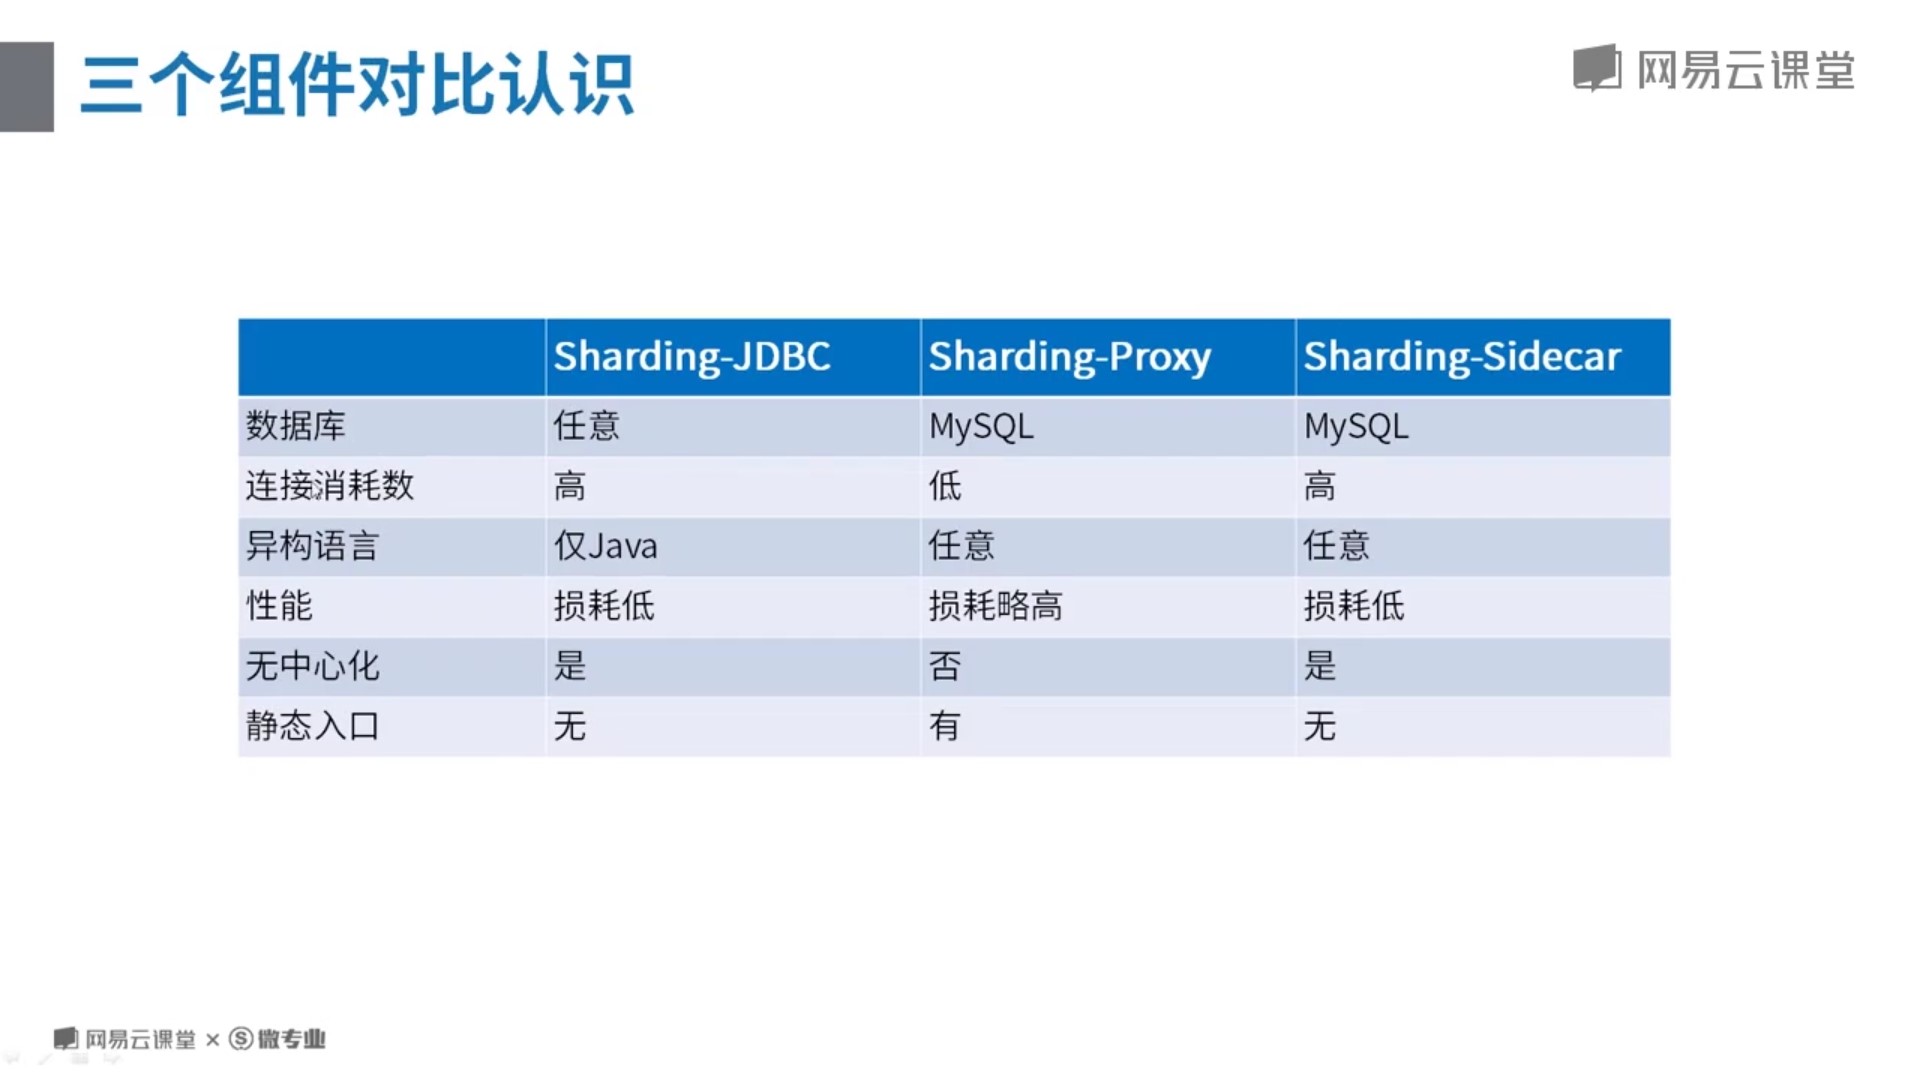 三个组件对比认识
网易云课堂
Sharding-JDBC Sharding-Proxy Sharding-Sidecar
数据库 任意 MySQL MySQL
连接消耗数 高 低 高
异构语言 仅Java 任意 任意
性能 损耗低 损耗略高 损耗低
无中心化 是 否 是
静态入口 无 有 无
网易云课堂 × 微专业